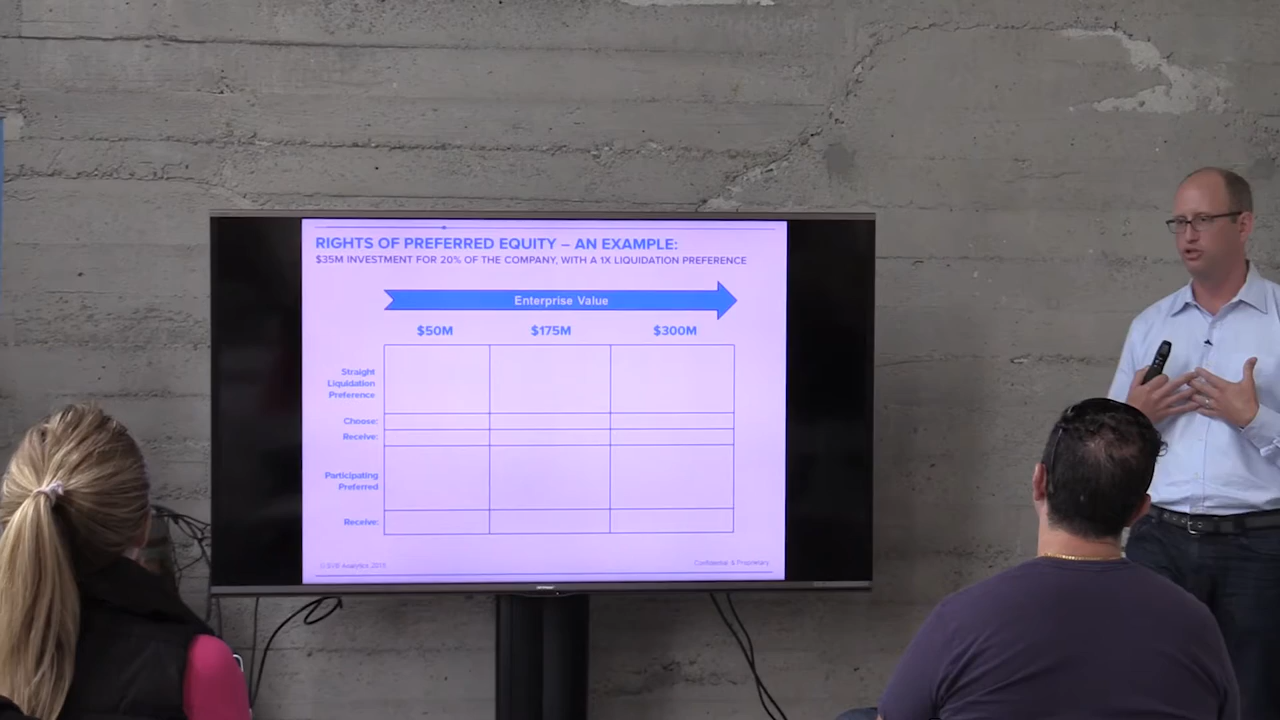 RIGHTS OF PREFERRED EQUITY – AN EXAMPLE:
$35M INVESTMENT FOR 20% OF THE COMPANY, WITH A 1X LIQUIDATION PREFERENCE
Enterprise Value
$50M $175M $300M
Straight
Liquidation
Preference
Choose:
Receive:
Participating
Preferred
Receive:
Analytics
Confidential & Proprietary